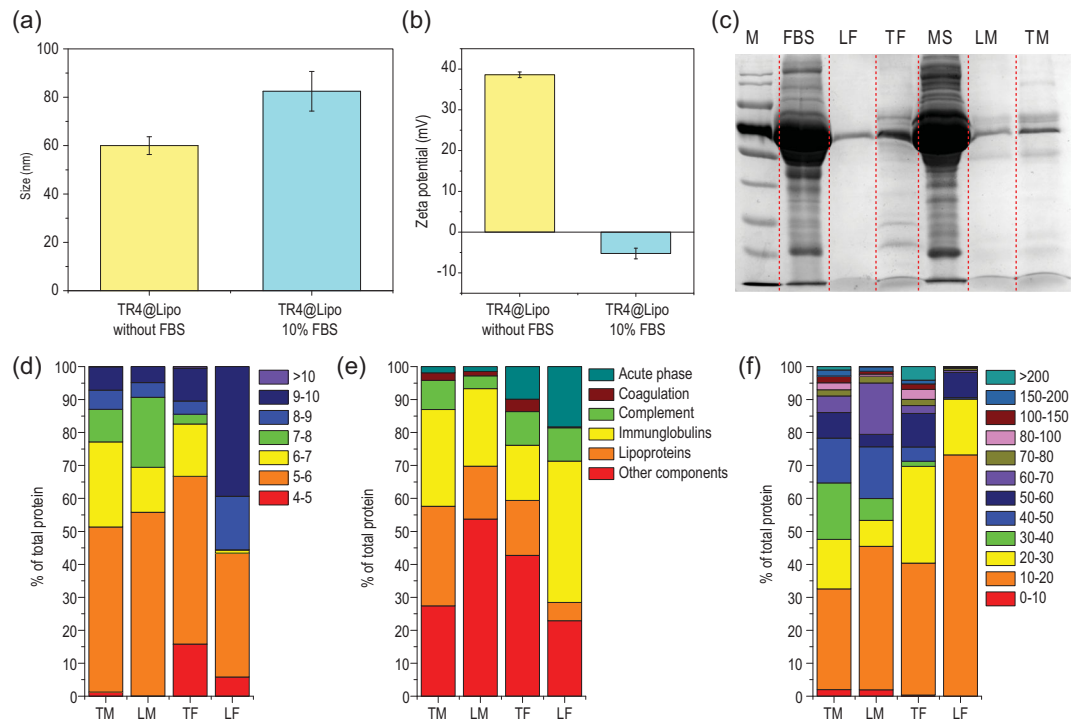 (a)
100
80
60
40
20
0
Size (nm)
TR4@Lipo
without FBS
TR4@Lipo
10% FBS
(b)
40
30
20
10
0
-10
Zeta potential (mV)
TR4@Lipo
without FBS
TR4@Lipo
10% FBS
(c)
M FBS LF TF MS LM TM
(d)
100
90
80
70
60
50
40
30
20
10
0
% of total protein
TM LM TF LF
>10
9-10
8-9
7-8
6-7
5-6
4-5
(e)
100
90
80
70
60
50
40
30
20
10
0
% of total protein
TM LM TF LF
Acute phase
Coagulation
Complement
Immunglobulins
Lipoproteins
Other components
(f)
100
90
80
70
60
50
40
30
20
10
0
% of total protein
TM LM TF LF
>200
150-200
100-150
80-100
70-80
60-70
50-60
40-50
30-40
20-30
10-20
0-10